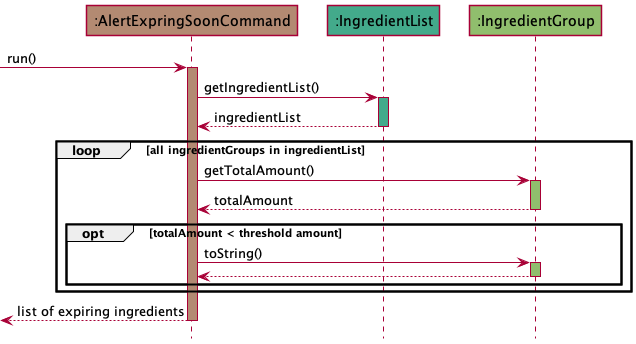 :AlertExpringSoonCommand :IngredientList :IngredientGroup
run()
getIngredientList()
ingredientList
loop [all ingredientGroups in ingredientList]
getTotalAmount()
totalAmount
opt [totalAmount < threshold amount]
toString()
list of expiring ingredients